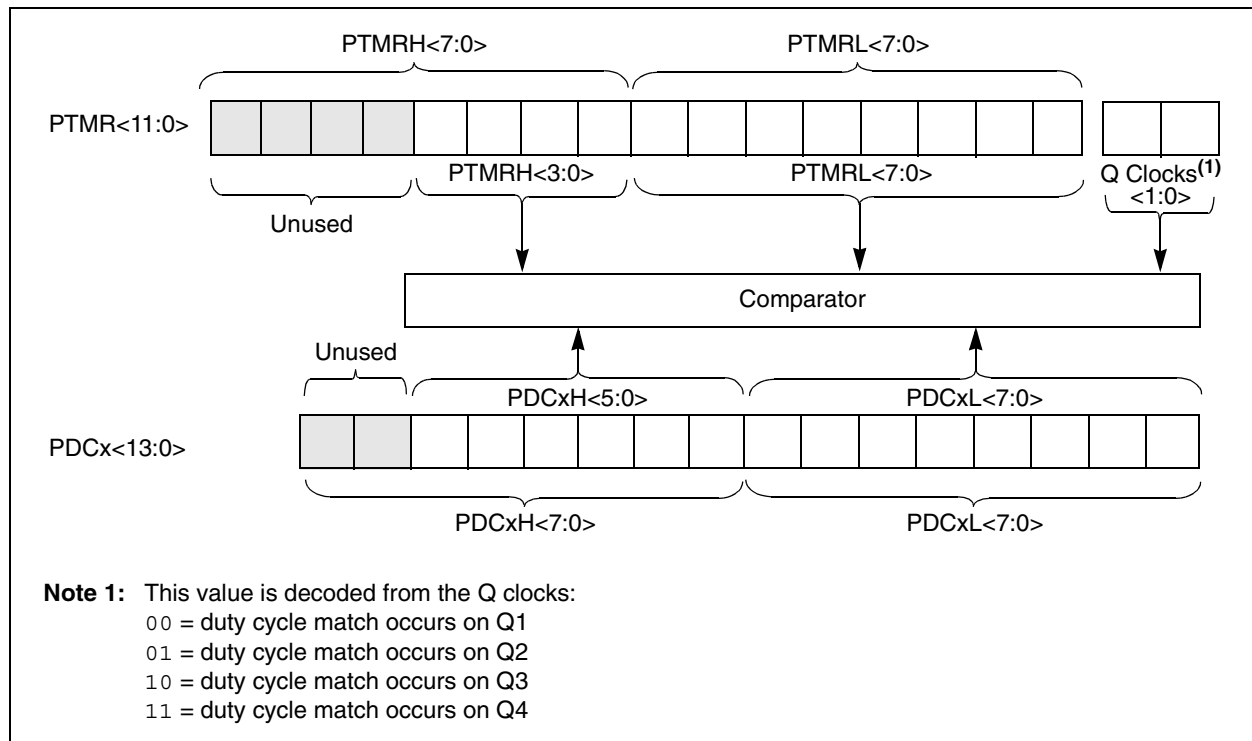 PTMRH<7:0> PTMRL<7:0>
PTMR<11:0>
PTMRH<3:0> PTMRL<7:0> Q Clocks(1)
<1:0>
Unused
Comparator
Unused
PDCxH<5:0> PDCxL<7:0>
PDCx<13:0>
PDCxH<7:0> PDCxL<7:0>
Note 1: This value is decoded from the Q clocks:
00 = duty cycle match occurs on Q1
01 = duty cycle match occurs on Q2
10 = duty cycle match occurs on Q3
11 = duty cycle match occurs on Q4